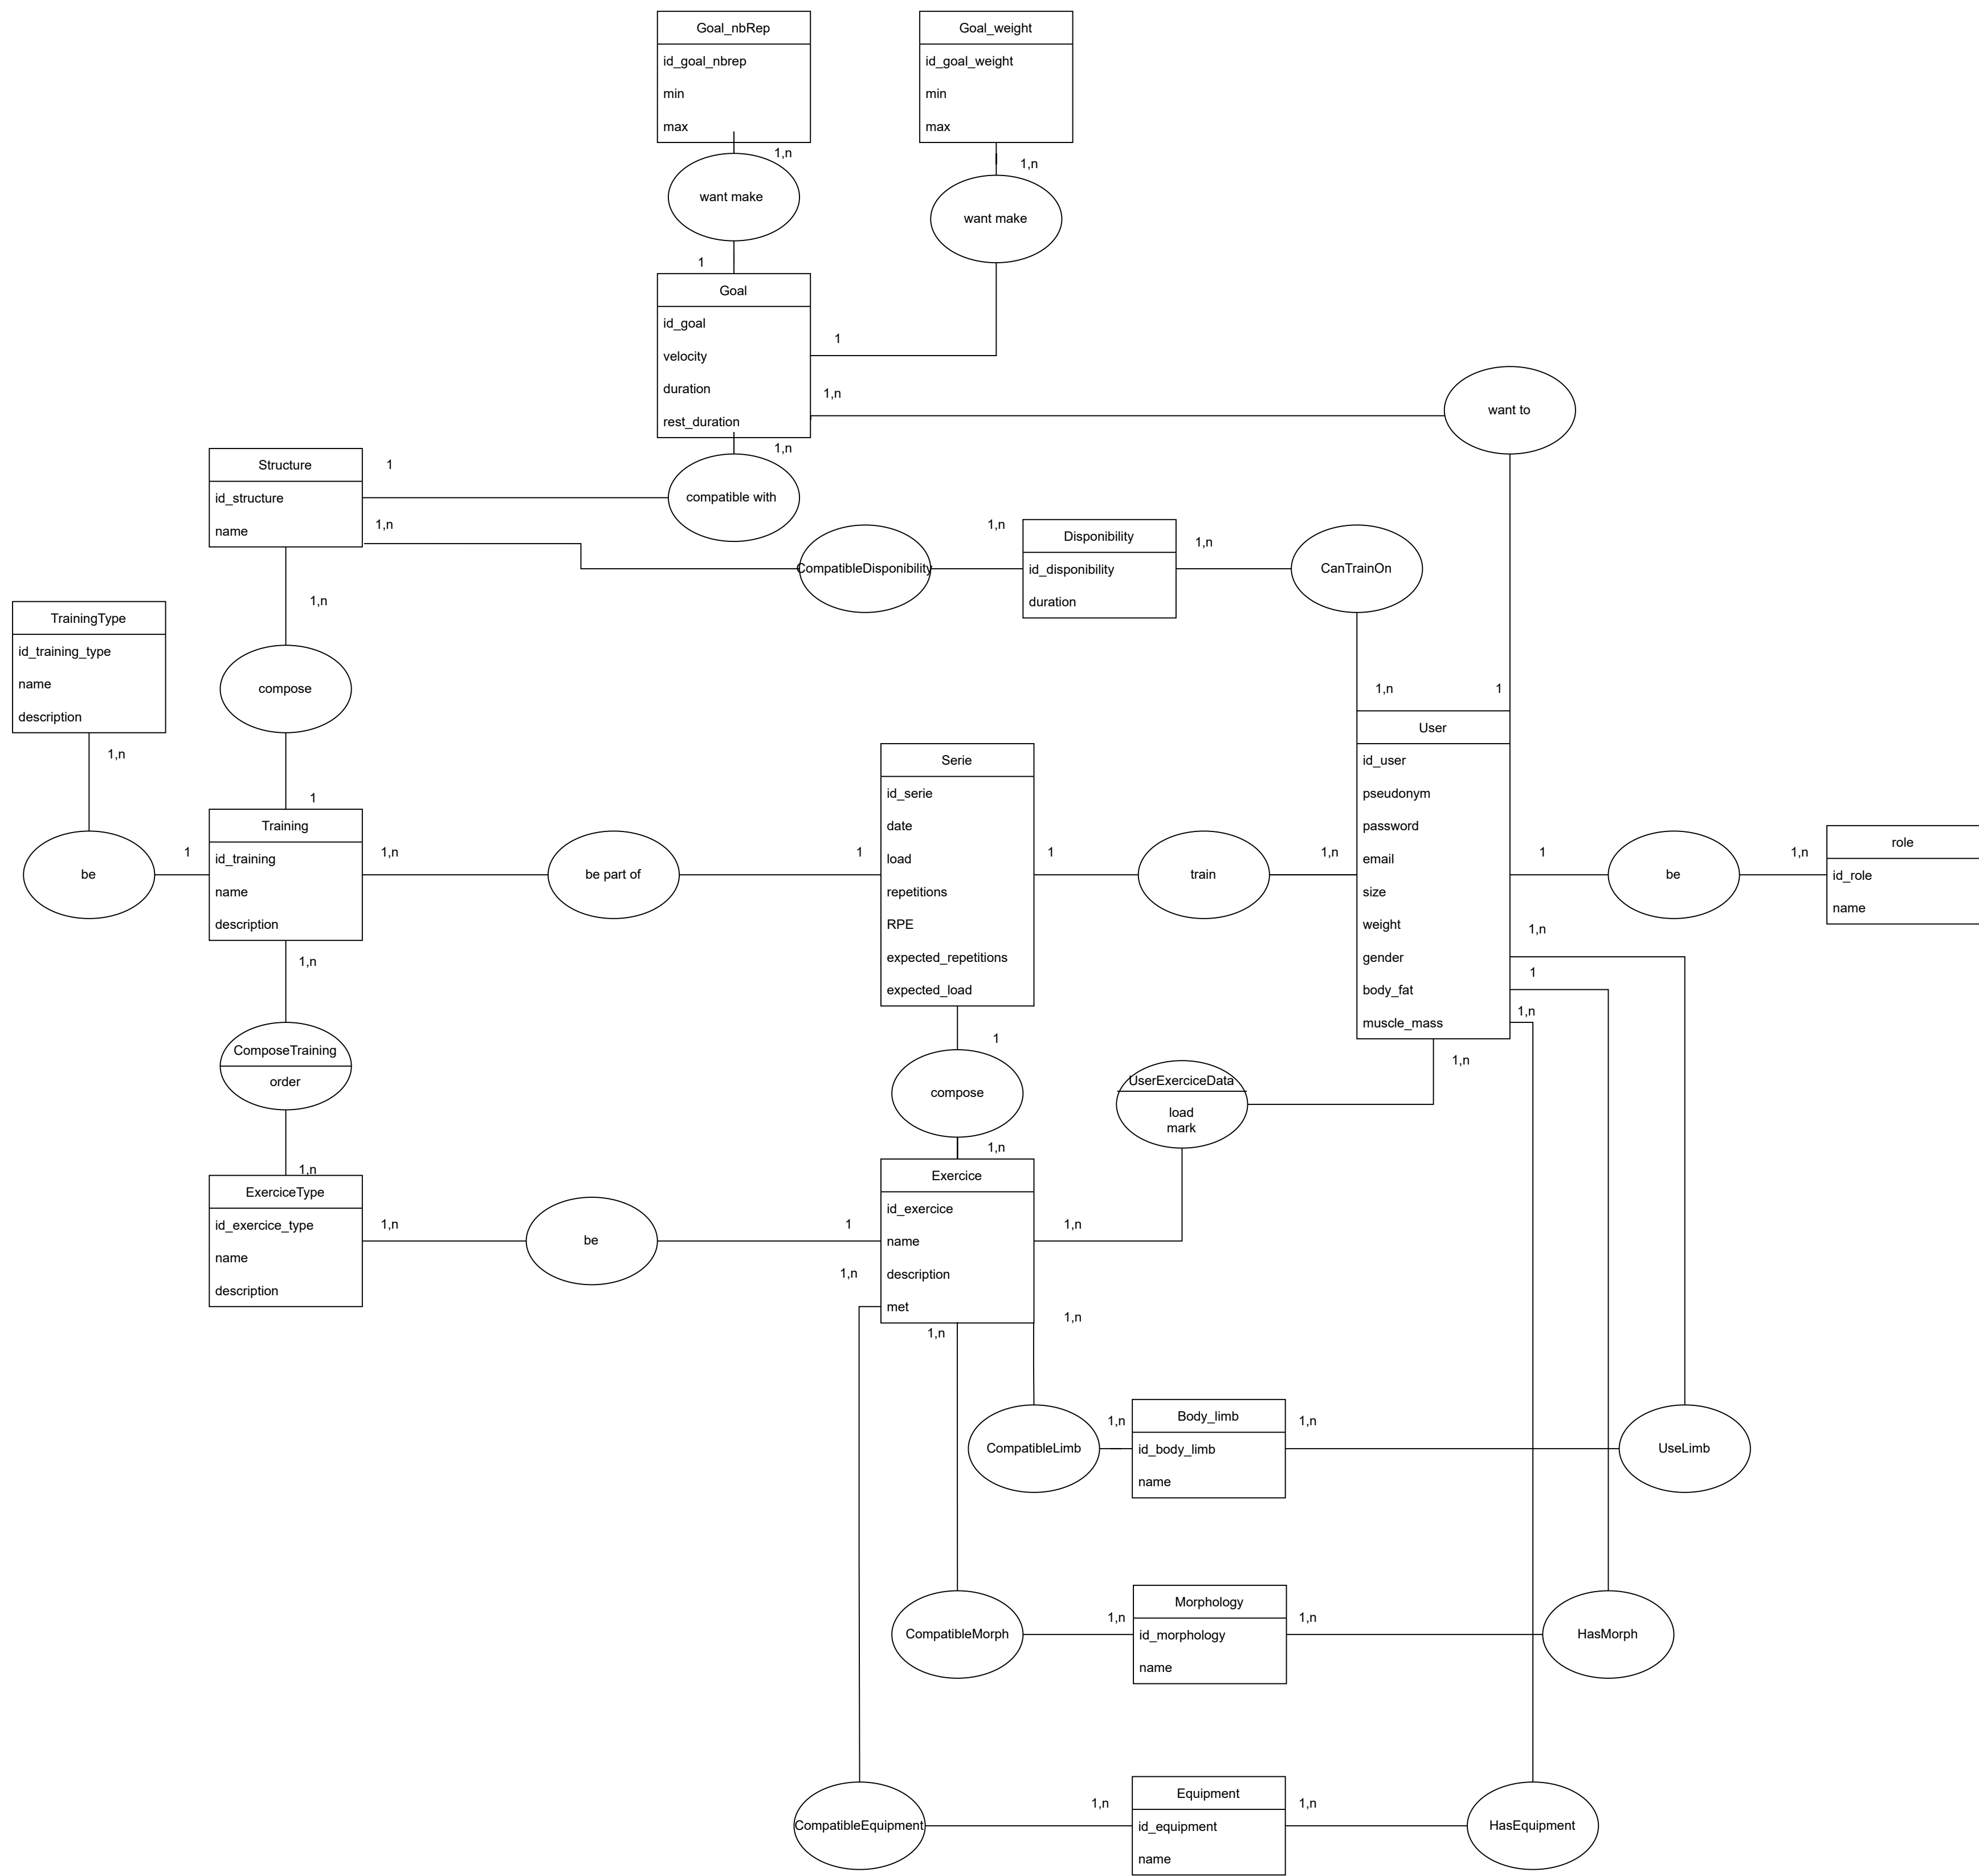 Goal_nbRep
id_goal_nbrep
min
max
Goal_weight
id_goal_weight
min
max
1,n
1,n
want make
want make
1
Goal
id_goal
velocity
duration
rest_duration
1
1,n
want to
1,n
Structure
id_structure
name
1
1,n
compatible with
CompatibleDisponibility
1,n
Disponibility
id_disponibility
duration
1,n
CanTrainOn
1,n
TrainingType
id_training_type
name
description
1,n
compose
1,n
1
1,n
1
User
id_user
pseudonym
password
email
size
weight
gender
body_fat
muscle_mass
Serie
id_serie
date
load
repetitions
RPE
expected_repetitions
expected_load
be
1
Training
id_training
name
description
1,n
be part of
1
1
train
1,n
1
be
1,n
role
id_role
name
1,n
1
1,n
1,n
1,n
ComposeTraining
order
1,n
1
compose
1,n
UserExerciceData
load
mark
ExerciceType
id_exercice_type
name
description
1,n
be
1
Exercice
id_exercice
name
description
met
1,n
1,n
1,n
1,n
CompatibleLimb
1,n
Body_limb
id_body_limb
name
1,n
UseLimb
CompatibleMorph
1,n
Morphology
id_morphology
name
1,n
HasMorph
CompatibleEquipment
1,n
Equipment
id_equipment
name
1,n
HasEquipment